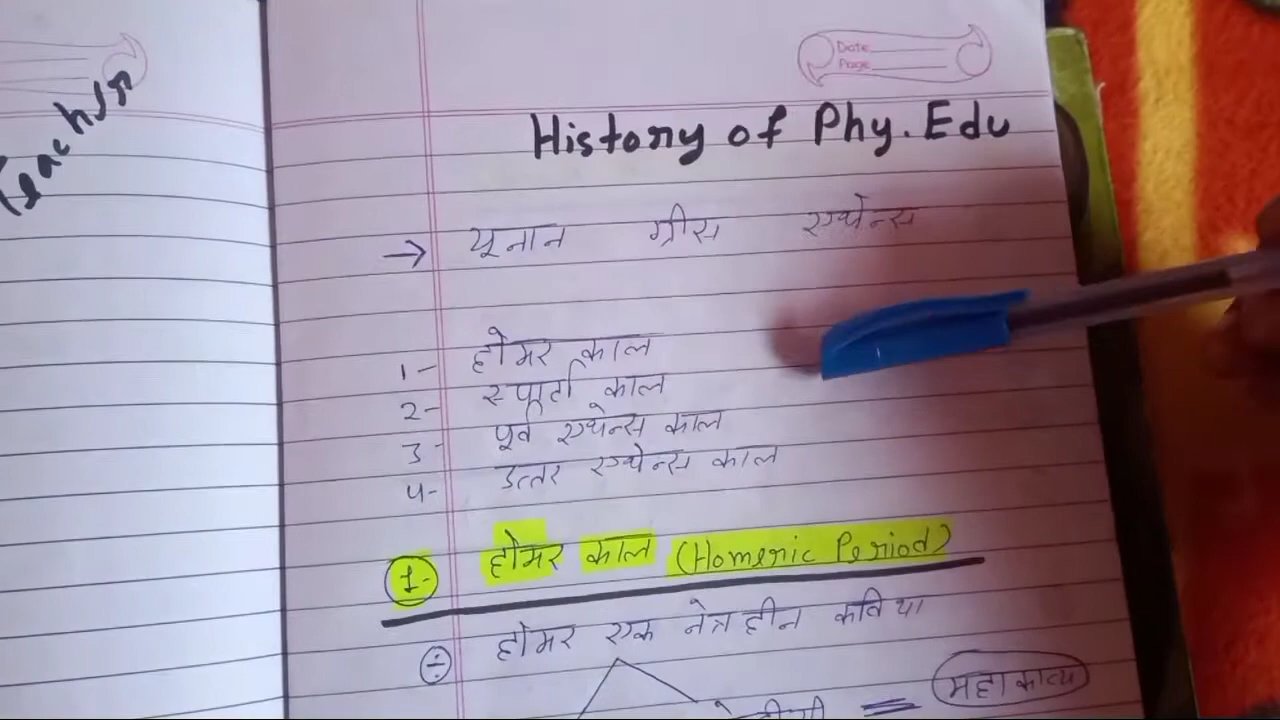 Teach
Date
Page
History of Phy. Edu
→ यूनान ग्रीस एथेन्स
1- होमर काल
2- स्पार्टा काल
3- पूर्व एथेन्स काल
4- उत्तर एथेन्स काल
1- होमर काल (Homeric Period)
होमर एक नेत्रहीन कवि था
महाकाव्य